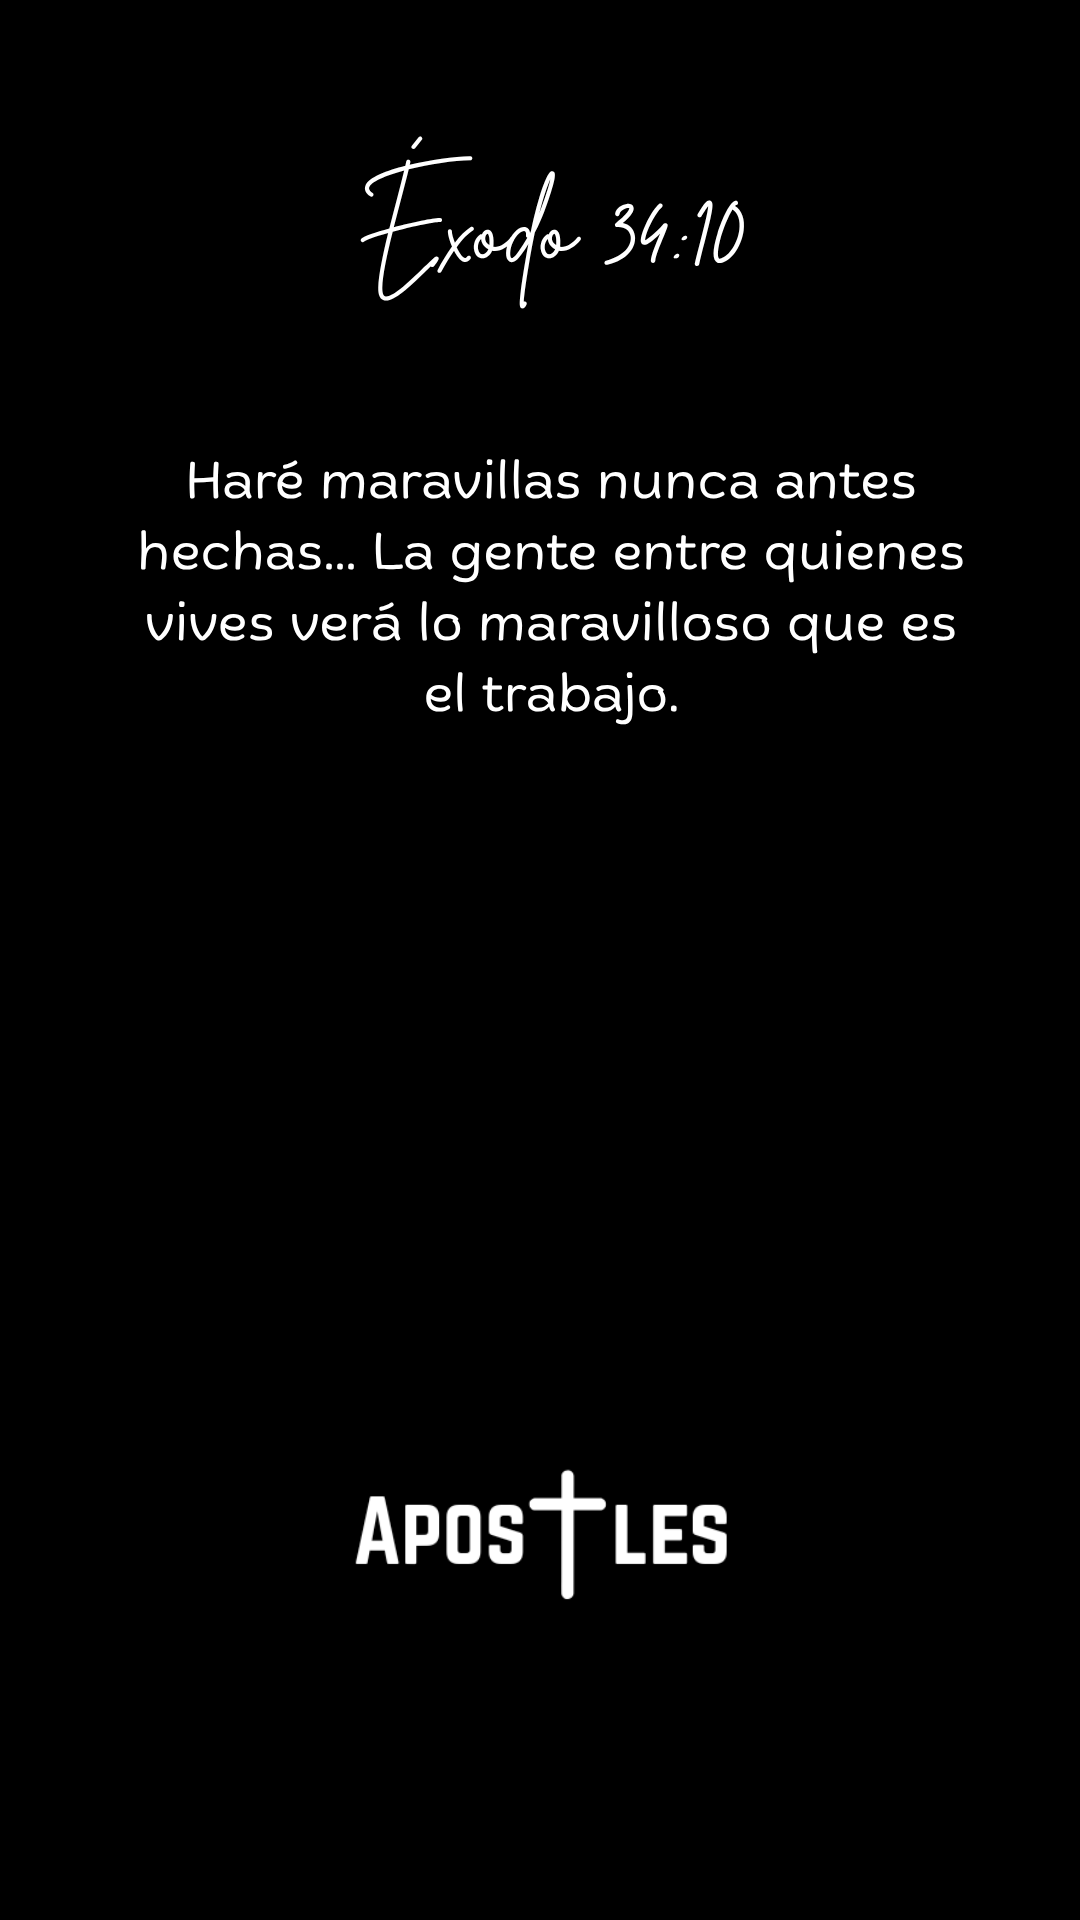 Éxodo 34:10
Haré maravillas nunca antes
hechas... La gente entre quienes
vives verá lo maravilloso que es
el trabajo.
APOSTLES